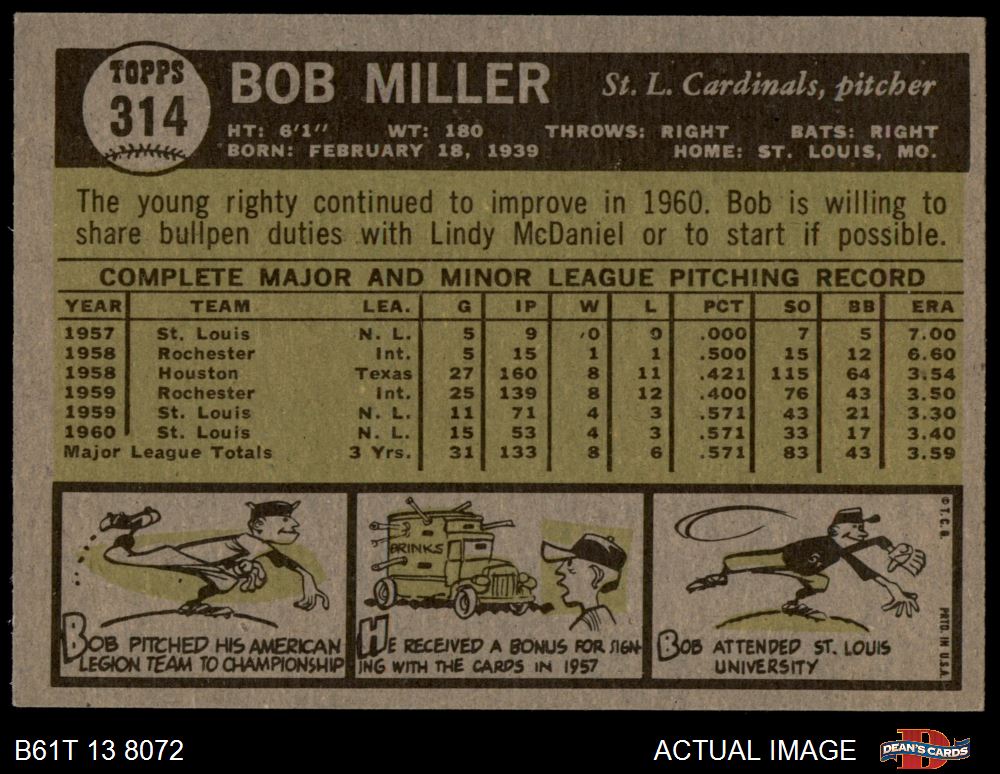 TOPPS
314
BOB MILLER
St. L. Cardinals, pitcher
HT: 6'1" WT: 180 THROWS: RIGHT BATS: RIGHT
BORN: FEBRUARY 18, 1939 HOME: ST. LOUIS, MO.
The young righty continued to improve in 1960. Bob is willing to
share bullpen duties with Lindy McDaniel or to start if possible.
COMPLETE MAJOR AND MINOR LEAGUE PITCHING RECORD
YEAR TEAM LEA. G IP W L PCT SO BB ERA
1957 St. Louis N. L. 5 9 0 0 .000 7 5 7.00
1958 Rochester Int. 5 15 1 1 .500 15 12 6.60
1958 Houston Texas 27 160 8 11 .421 115 64 3.54
1959 Rochester Int. 25 139 8 12 .400 76 43 3.50
1959 St. Louis N. L. 11 71 4 3 .571 43 21 3.30
1960 St. Louis N. L. 15 53 4 3 .571 33 17 3.40
Major League Totals 3 Yrs. 31 133 8 6 .571 83 43 3.59
BOB PITCHED HIS AMERICAN
LEGION TEAM TO CHAMPIONSHIP
BRINKS
HE RECEIVED A BONUS FOR SIGN-
ING WITH THE CARDS IN 1957
BOB ATTENDED ST. LOUIS
UNIVERSITY
© T. C. G.
PRTD. IN U.S.A.
B61T 13 8072
ACTUAL IMAGE
DEAN'S CARDS